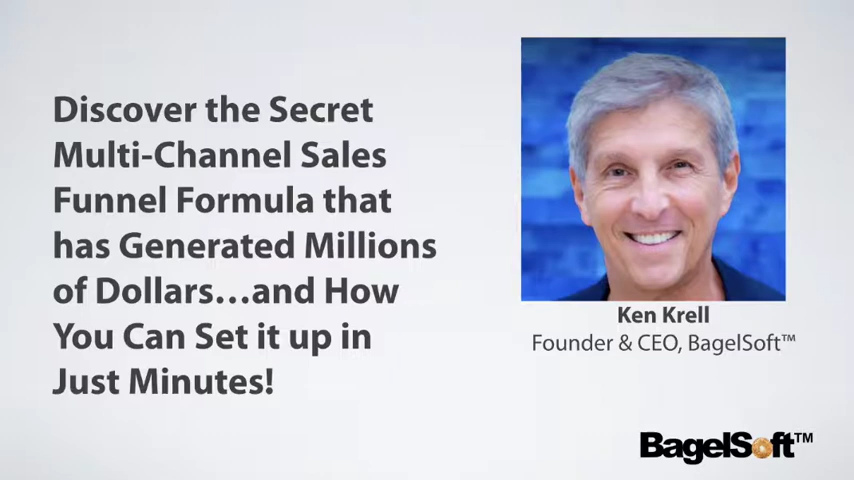 Discover the Secret
Multi-Channel Sales
Funnel Formula that
has Generated Millions
of Dollars...and How
You Can Set it up in
Just Minutes!
Ken Krell
Founder & CEO, BagelSoft™
BagelSoft™